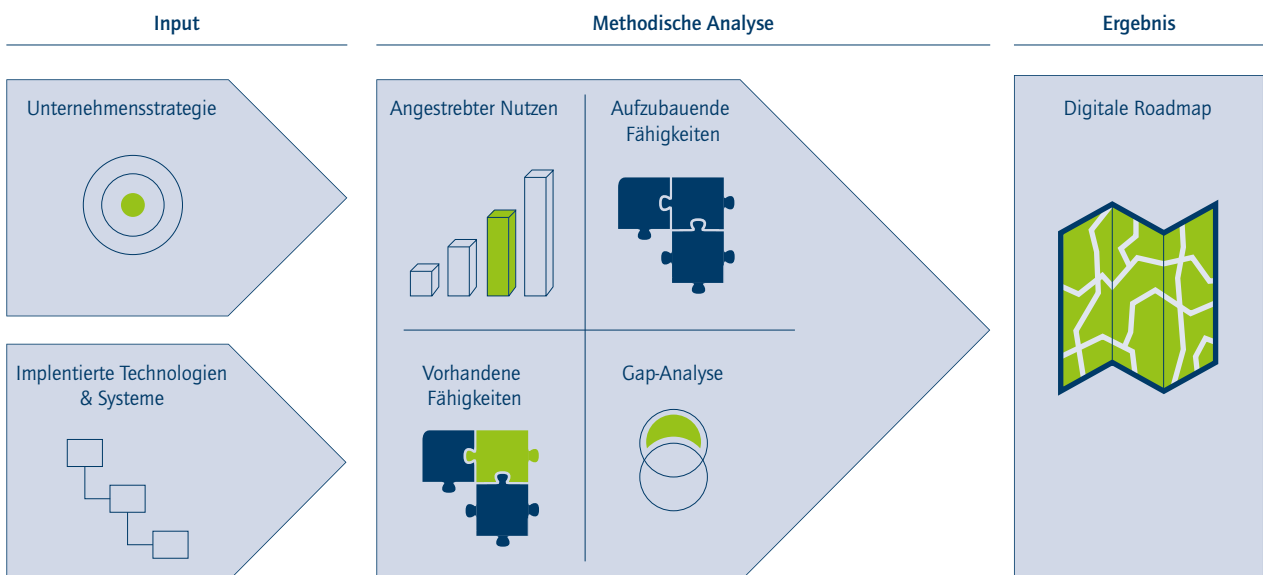 Input
Methodische Analyse
Ergebnis
Unternehmensstrategie
Angestrebter Nutzen
Aufzubauende
Fähigkeiten
Digitale Roadmap
Implentierte Technologien
& Systeme
Vorhandene
Fähigkeiten
Gap-Analyse